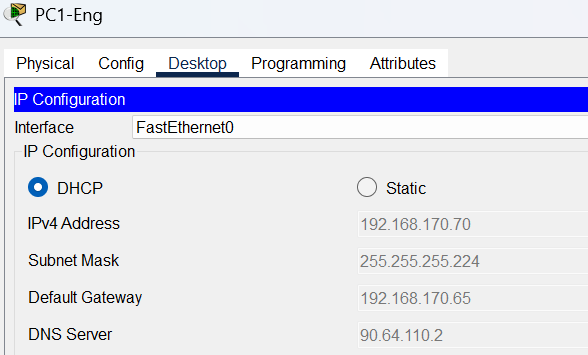 PC1-Eng
Physical Config Desktop Programming Attributes
IP Configuration
Interface FastEthernet0
IP Configuration
DHCP Static
IPv4 Address 192.168.170.70
Subnet Mask 255.255.255.224
Default Gateway 192.168.170.65
DNS Server 90.64.110.2